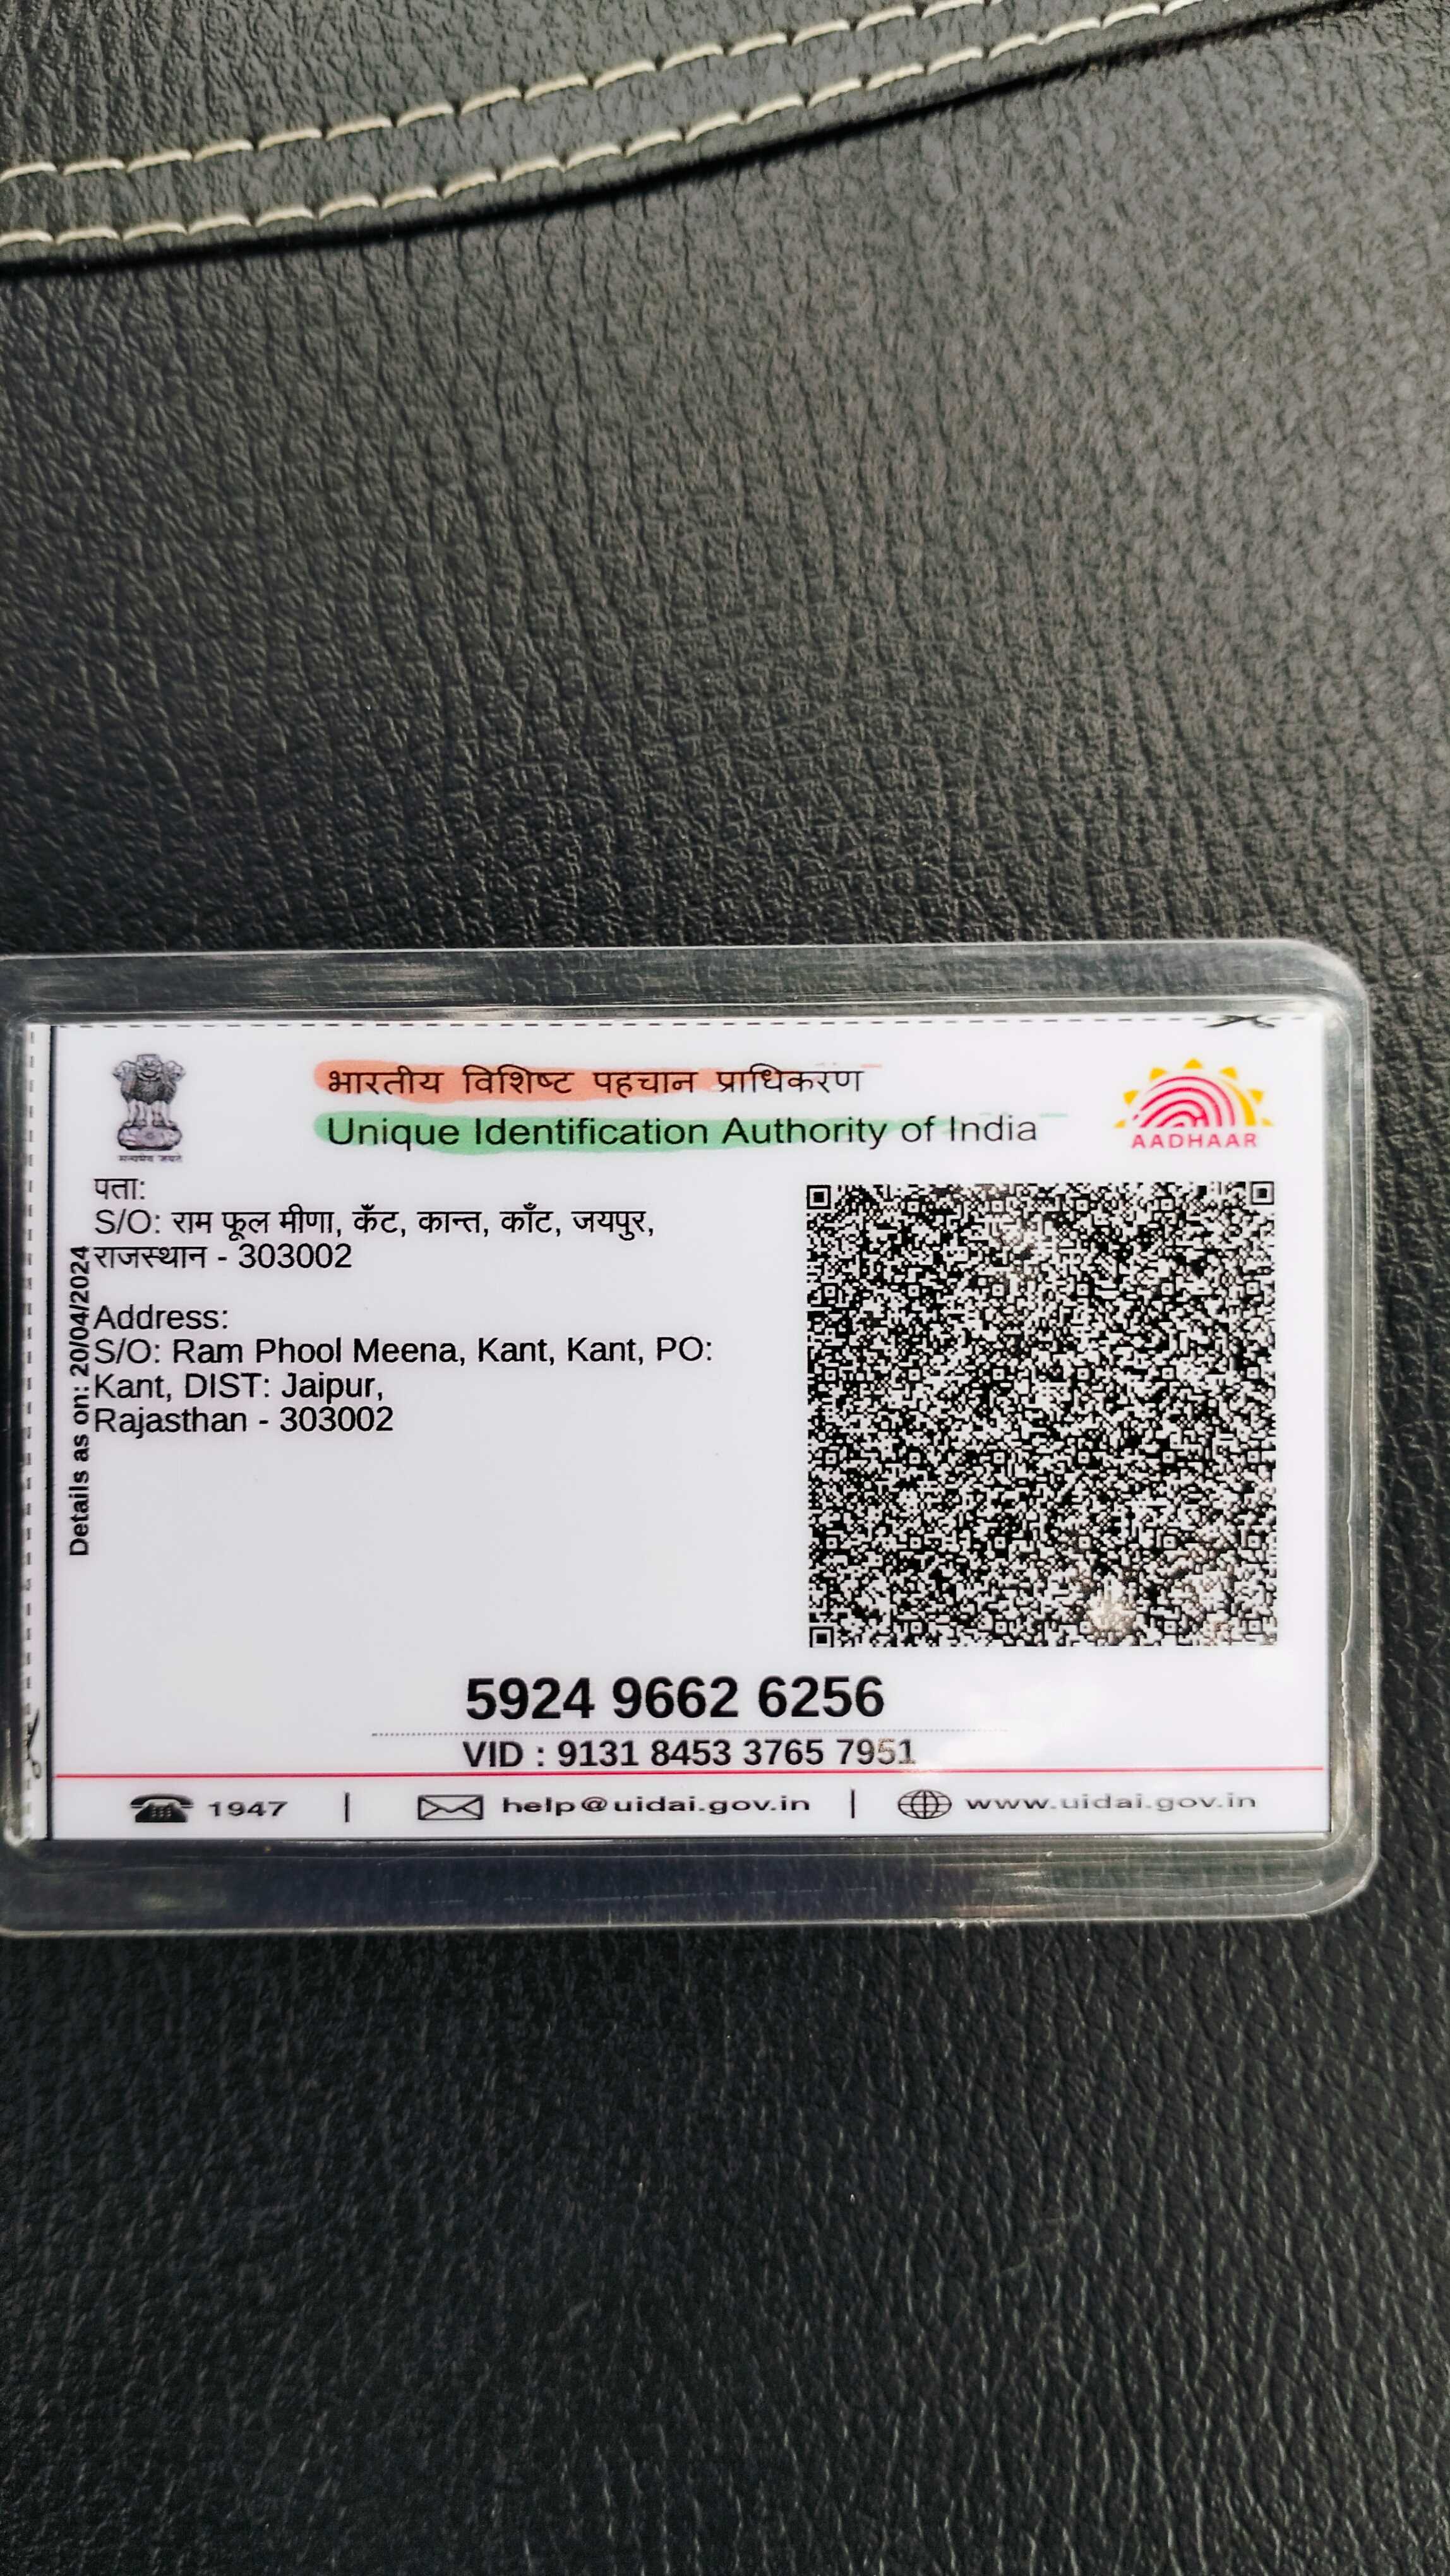 भारतीय विशिष्ट पहचान प्राधिकरण
Unique Identification Authority of India
सत्यमेव जयते
AADHAAR
पता:
S/O: राम फूल मीणा, कँट, कान्त, काँट, जयपुर,
राजस्थान - 303002
Address:
S/O: Ram Phool Meena, Kant, Kant, PO:
Kant, DIST: Jaipur,
Rajasthan - 303002
Details as on: 20/04/2024
5924 9662 6256
VID : 9131 8453 3765 7951
1947 | help@uidai.gov.in | www.uidai.gov.in